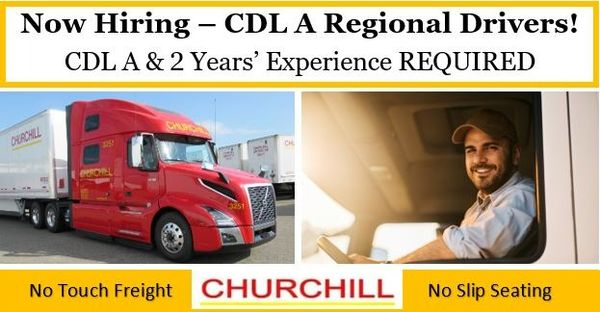 Now Hiring – CDL A Regional Drivers!
CDL A & 2 Years’ Experience REQUIRED
CHURCHILL
CHURCHILL
3251
CHURCHILL
3251
No Touch Freight
CHURCHILL
No Slip Seating